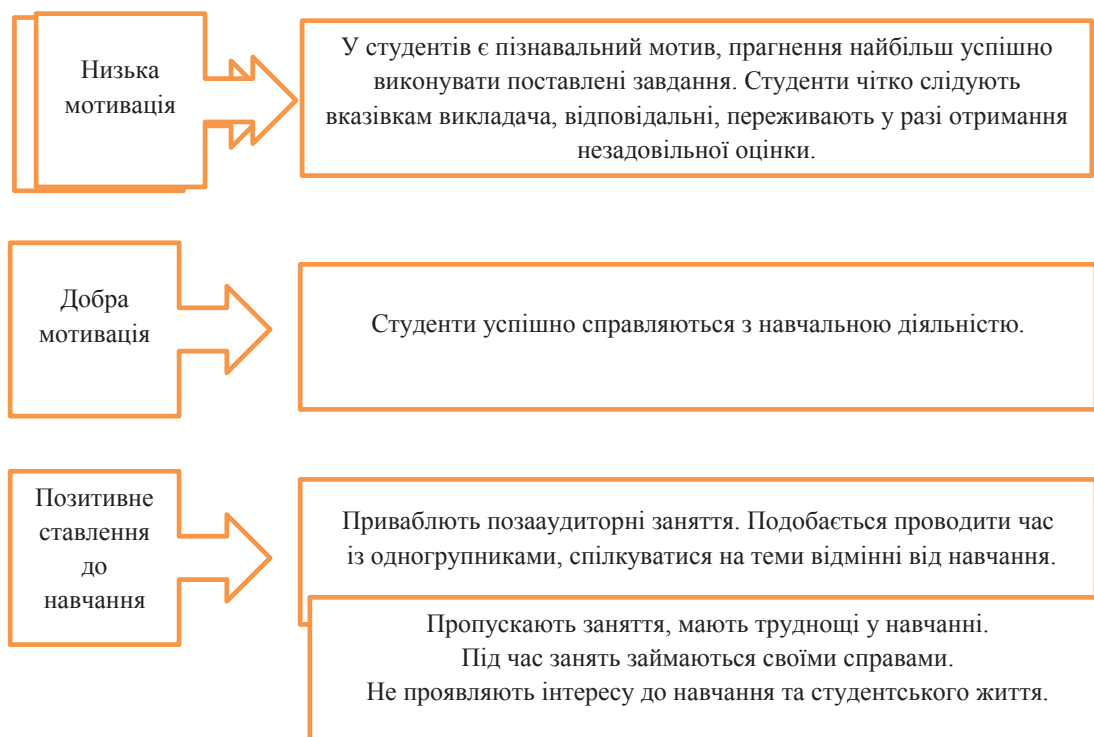 Низька
мотивація
У студентів є пізнавальний мотив, прагнення найбільш успішно
виконувати поставлені завдання. Студенти чітко слідують
вказівкам викладача, відповідальні, переживають у разі отримання
незадовільної оцінки.
Добра
мотивація
Студенти успішно справляються з навчальною діяльністю.
Позитивне
ставлення
до
навчання
Приваблють позааудиторні заняття. Подобається проводити час
із одногрупниками, спілкуватися на теми відмінні від навчання.
Пропускають заняття, мають труднощі у навчанні.
Під час занять займаються своїми справами.
Не проявляють інтересу до навчання та студентського життя.